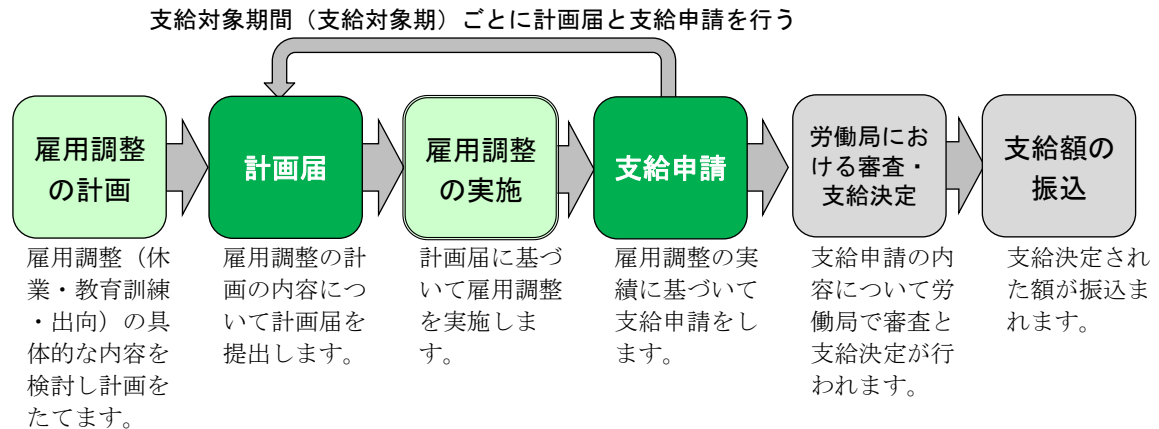 支給対象期間（支給対象期）ごとに計画届と支給申請を行う
雇用調整
の計画
計画届
雇用調整
の実施
支給申請
労働局にお
ける審査・
支給決定
支給額の
振込
雇用調整（休
業・教育訓練
・出向）の具
体的な内容を
検討し計画を
たてます。
雇用調整の計
画の内容につ
いて計画届を
提出します。
計画届に基づ
いて雇用調整
を実施しま
す。
雇用調整の実
績に基づいて
支給申請をし
ます。
支給申請の内
容について労
働局で審査と
支給決定が行
われます。
支給決定され
た額が振込ま
れます。